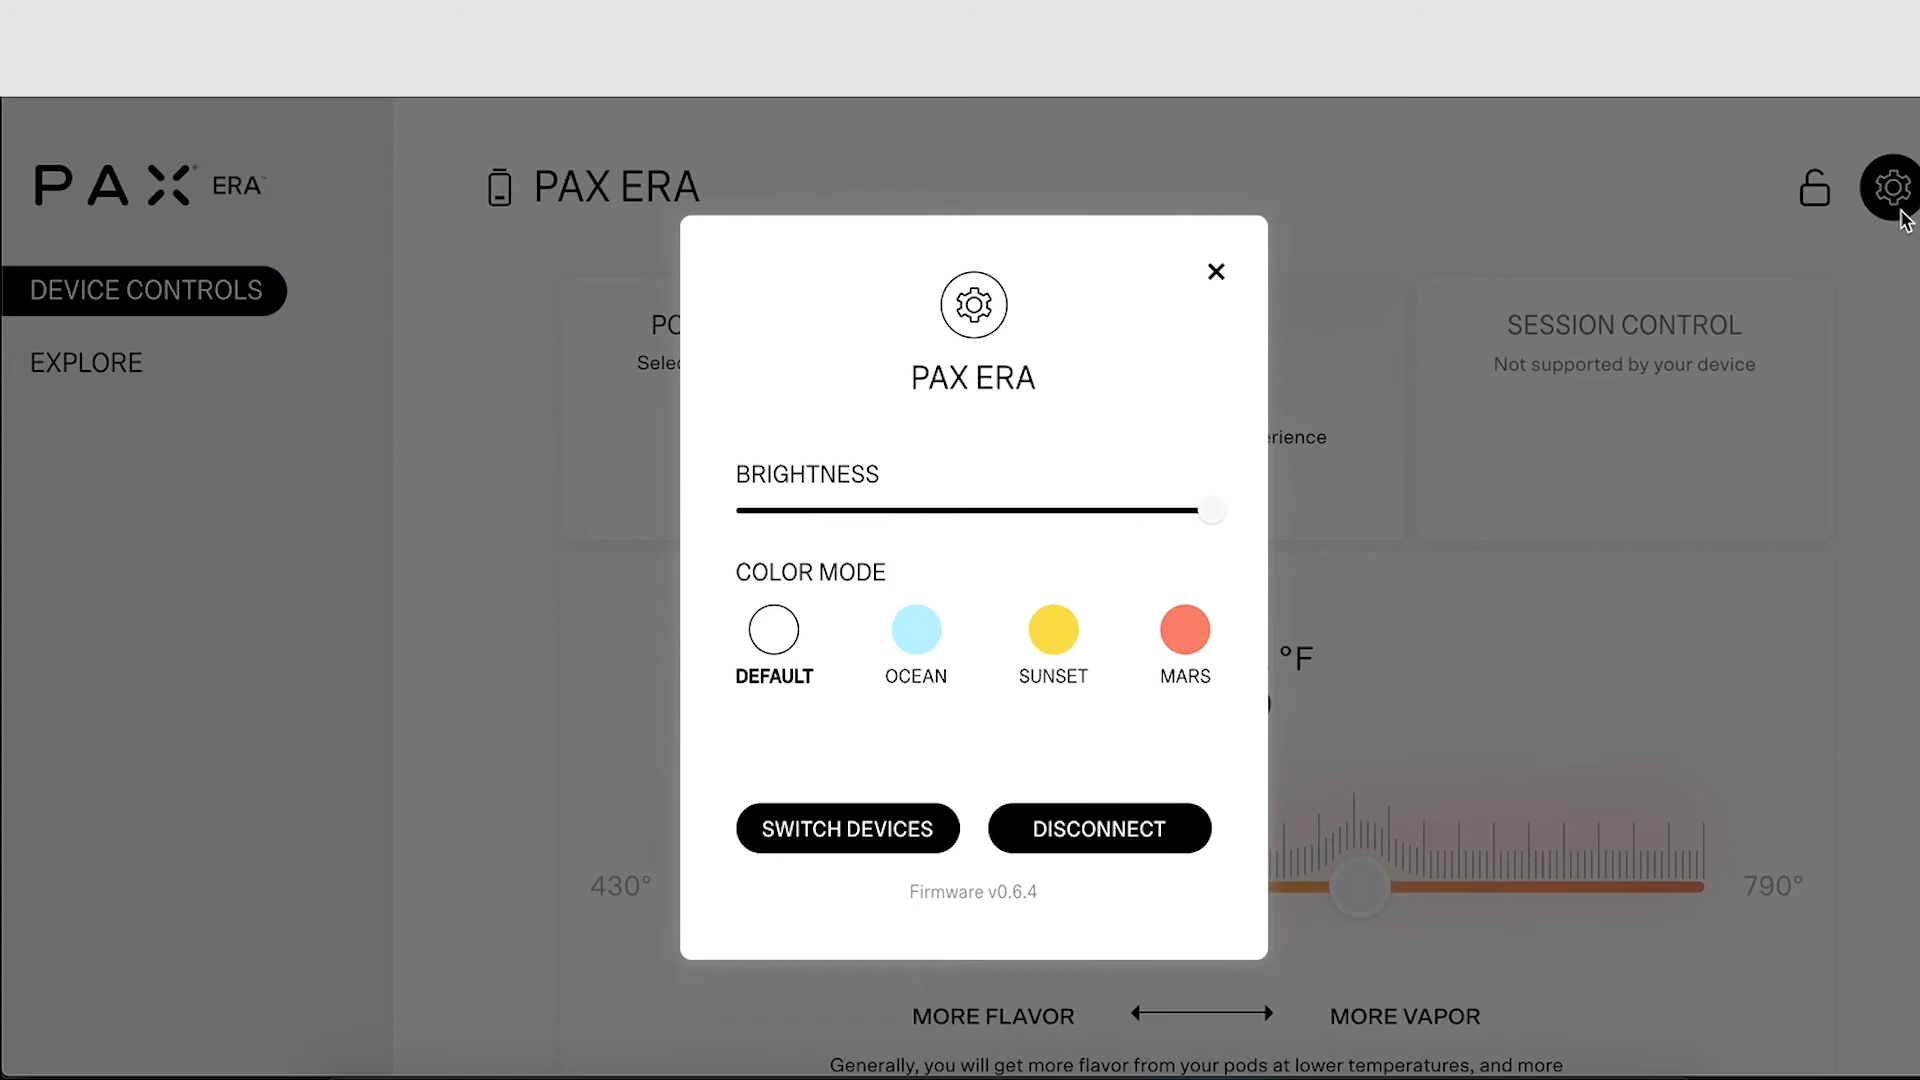 PAX ERA™
PAX ERA
DEVICE CONTROLS
EXPLORE
SESSION CONTROL
Not supported by your device
PAX ERA
BRIGHTNESS
COLOR MODE
DEFAULT
OCEAN
SUNSET
MARS
°F
SWITCH DEVICES
DISCONNECT
Firmware v0.6.4
430°
790°
MORE FLAVOR
MORE VAPOR
Generally, you will get more flavor from your pods at lower temperatures, and more